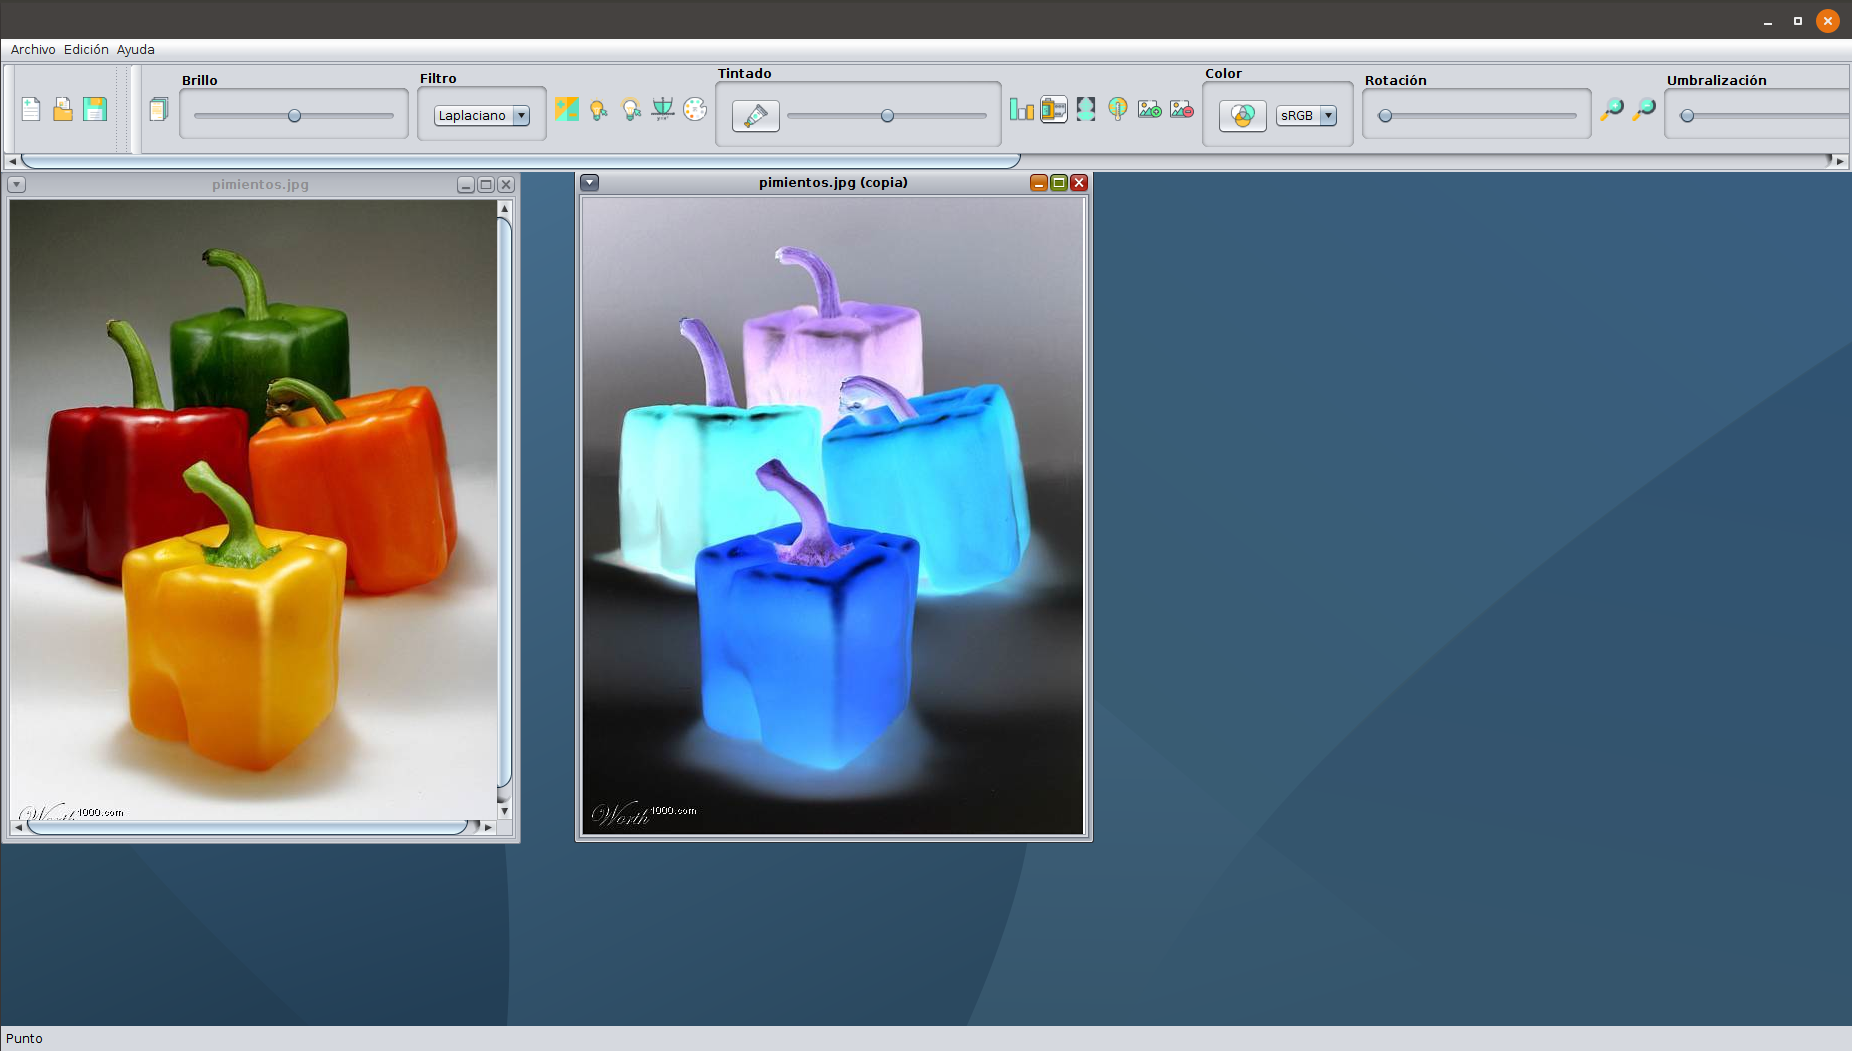 Archivo Edición Ayuda
Brillo
Filtro
Tintado
Color
Rotación
Umbralización
Laplaciano
sRGB
pimientos.jpg
pimientos.jpg (copia)
Worth1000.com
Worth1000.com
Punto